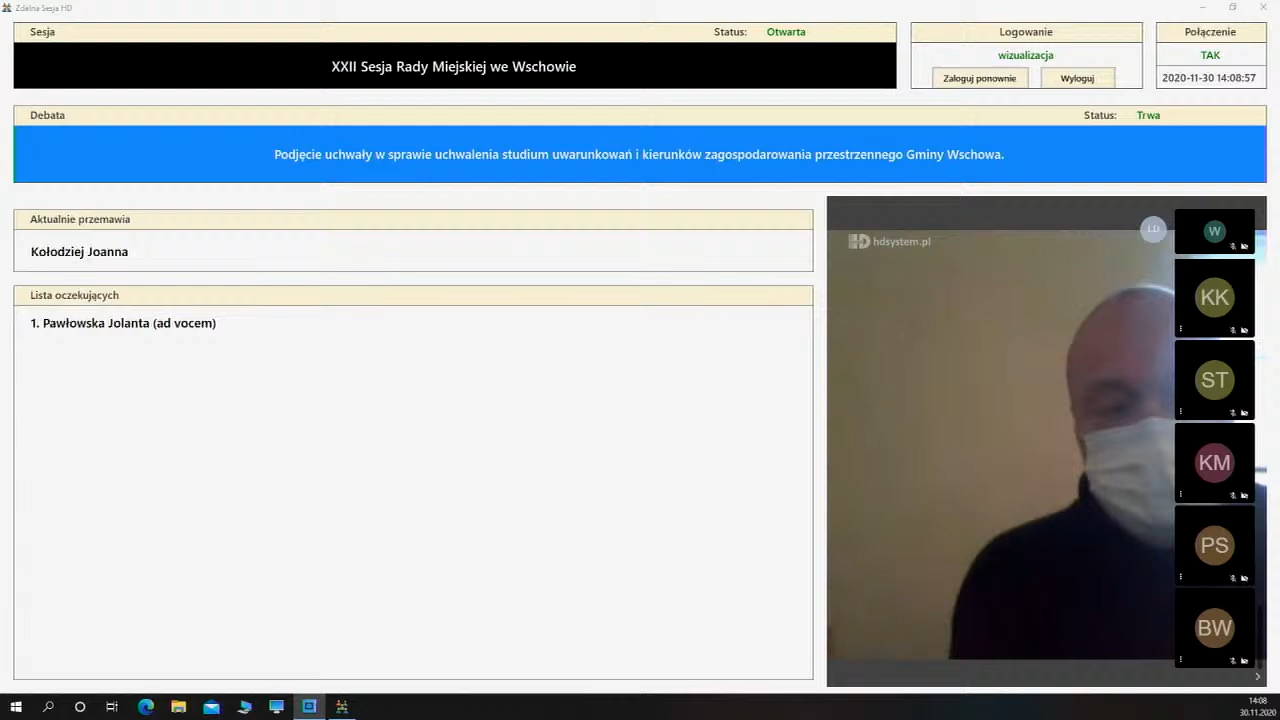 Zdalna Sesja HD
Sesja
Status: Otwarta
XXII Sesja Rady Miejskiej we Wschowie
Logowanie
wizualizacja
Zaloguj ponownie
Wyloguj
Połączenie
TAK
2020-11-30 14:08:57
Debata
Status: Trwa
Podjęcie uchwały w sprawie uchwalenia studium uwarunkowań i kierunków zagospodarowania przestrzennego Gminy Wschowa.
Aktualnie przemawia
Kołodziej Joanna
Lista oczekujących
1. Pawłowska Jolanta (ad vocem)
HD hdsystem.pl
LD
W
KK
ST
KM
PS
BW
14:08
30.11.2020